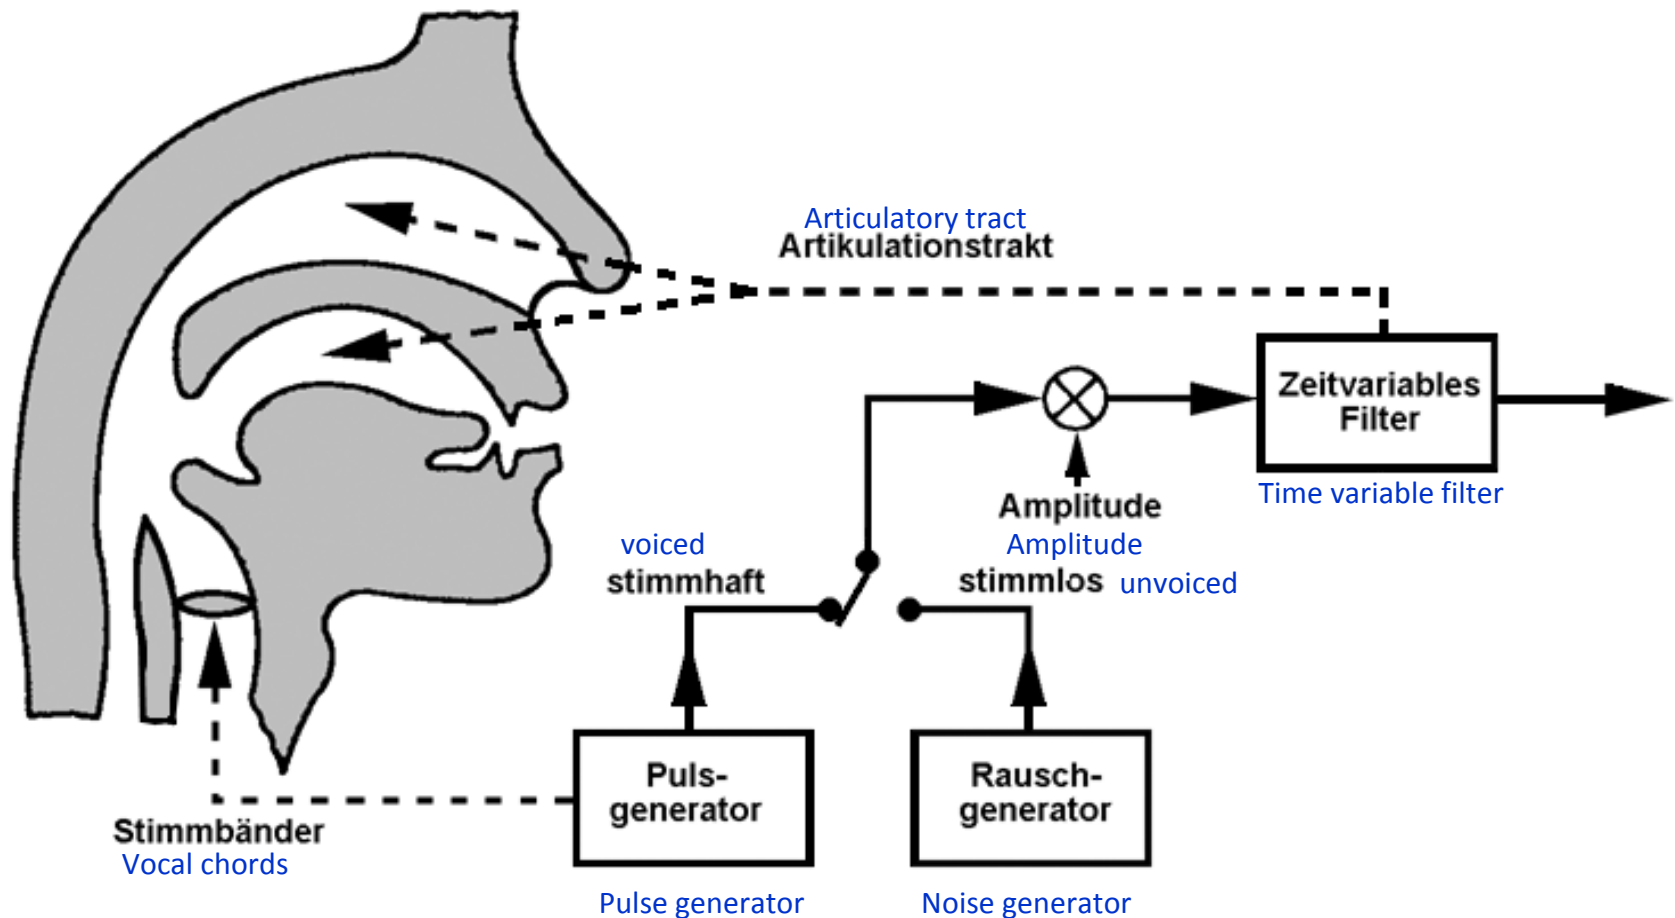 Articulatory tract
Artikulationstrakt
Zeitvariables
Filter
Time variable filter
Amplitude
Amplitude
voiced
stimmhaft
stimmlos unvoiced
Puls-
generator
Pulse generator
Rausch-
generator
Noise generator
Stimmbänder
Vocal chords